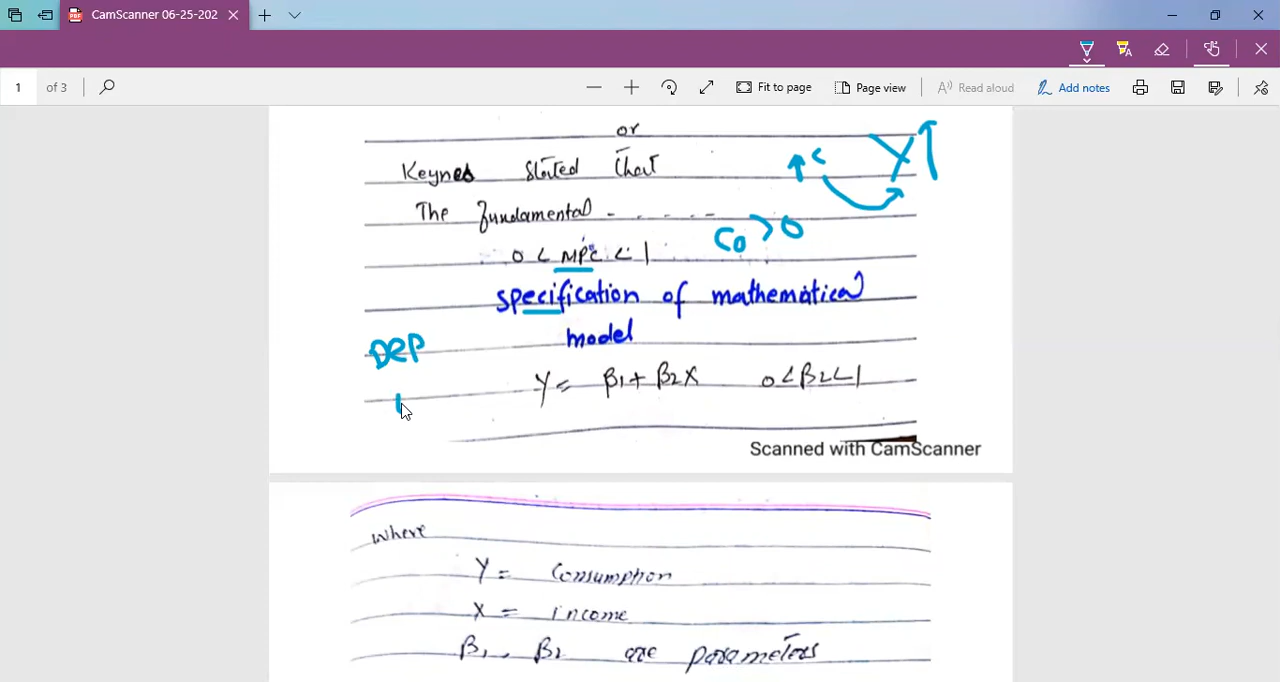 CamScanner 06-25-202
1 of 3
Fit to page
Page view
Read aloud
Add notes
or
Keynes Started That
↑ C
Y ↑
The fundamental - . - . - -
C0 > 0
0 < MPC < 1
specification of mathematical
model
DEP
Y = β1 + β2X 0<β2<1
Scanned with CamScanner
where
Y = Consumption
X = income
β1, β2 are parameters